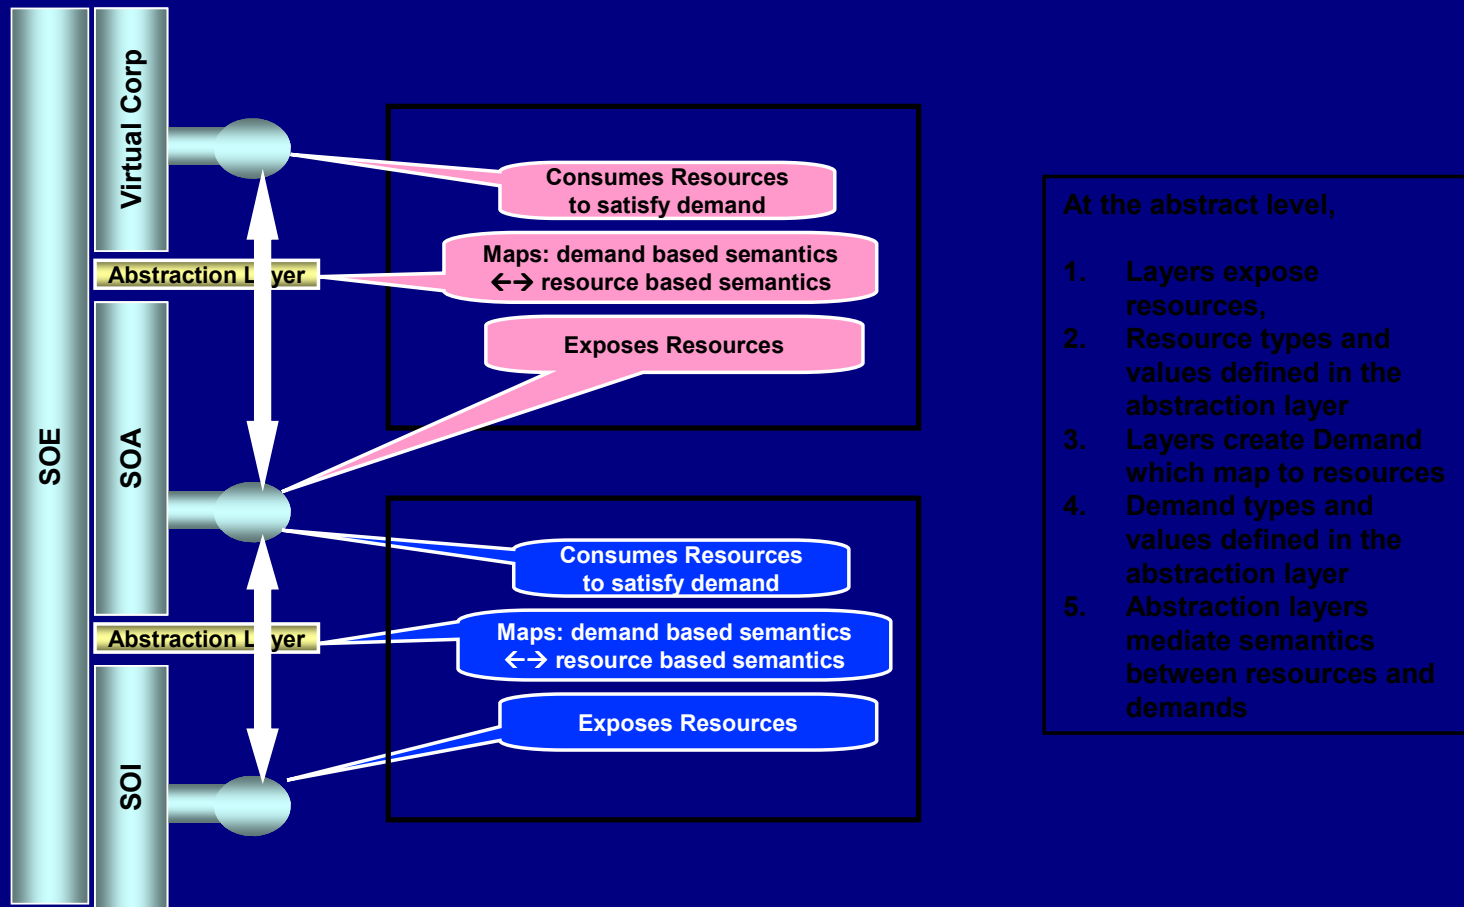 SOE
Virtual Corp
Abstraction Layer
SOA
Abstraction Layer
SOI
Consumes Resources
to satisfy demand
Maps: demand based semantics
←→ resource based semantics
Exposes Resources
Consumes Resources
to satisfy demand
Maps: demand based semantics
←→ resource based semantics
Exposes Resources
At the abstract level,
1. Layers expose
resources,
2. Resource types and
values defined in the
abstraction layer
3. Layers create Demand
which map to resources
4. Demand types and
values defined in the
abstraction layer
5. Abstraction layers
mediate semantics
between resources and
demands